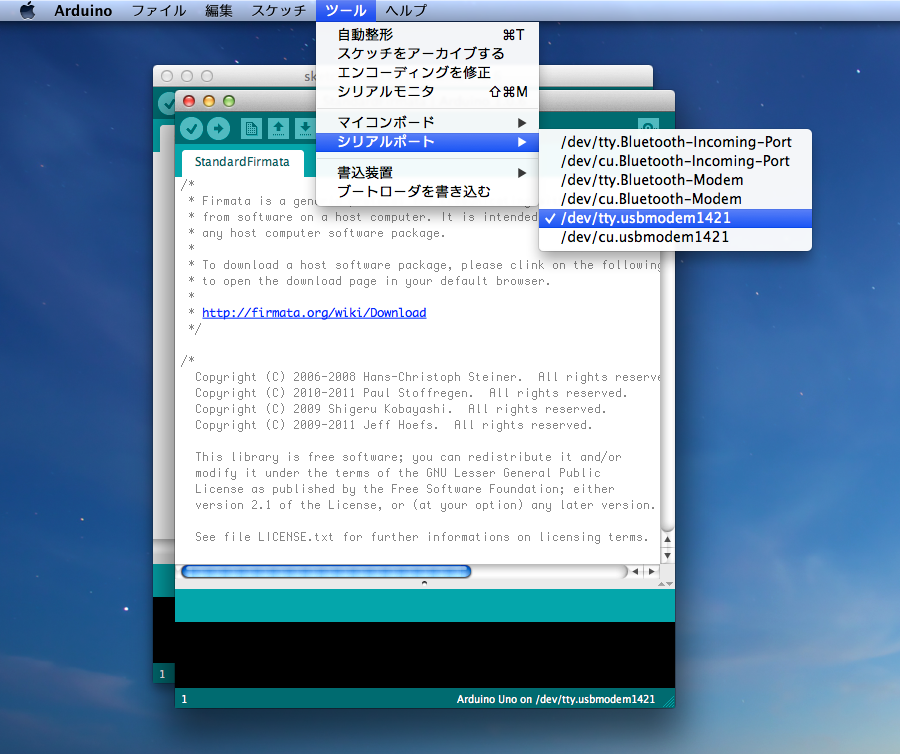 Arduino ファイル 編集 スケッチ ツール ヘルプ
自動整形 ⌘T
スケッチをアーカイブする
エンコーディングを修正
シリアルモニタ ⇧⌘M
マイコンボード ▶
シリアルポート ▶
書込装置 ▶
ブートローダを書き込む
/dev/tty.Bluetooth-Incoming-Port
/dev/cu.Bluetooth-Incoming-Port
/dev/tty.Bluetooth-Modem
/dev/cu.Bluetooth-Modem
✓ /dev/tty.usbmodem1421
/dev/cu.usbmodem1421
sk
StandardFirmata
/*
* Firmata is a
* from software on a host computer. It is intended
* any host computer software package.
*
* To download a host software package, please clink on the following
* to open the download page in your default browser.
*
* http://firmata.org/wiki/Download
*/
/*
Copyright (C) 2006-2008 Hans-Christoph Steiner.  All rights reserve
Copyright (C) 2010-2011 Paul Stoffregen.  All rights reserved.
Copyright (C) 2009 Shigeru Kobayashi.  All rights reserved.
Copyright (C) 2009-2011 Jeff Hoefs.  All rights reserved.
This library is free software; you can redistribute it and/or
modify it under the terms of the GNU Lesser General Public
License as published by the Free Software Foundation; either
version 2.1 of the License, or (at your option) any later version.
See file LICENSE.txt for further informations on licensing terms.
1
1 Arduino Uno on /dev/tty.usbmodem1421